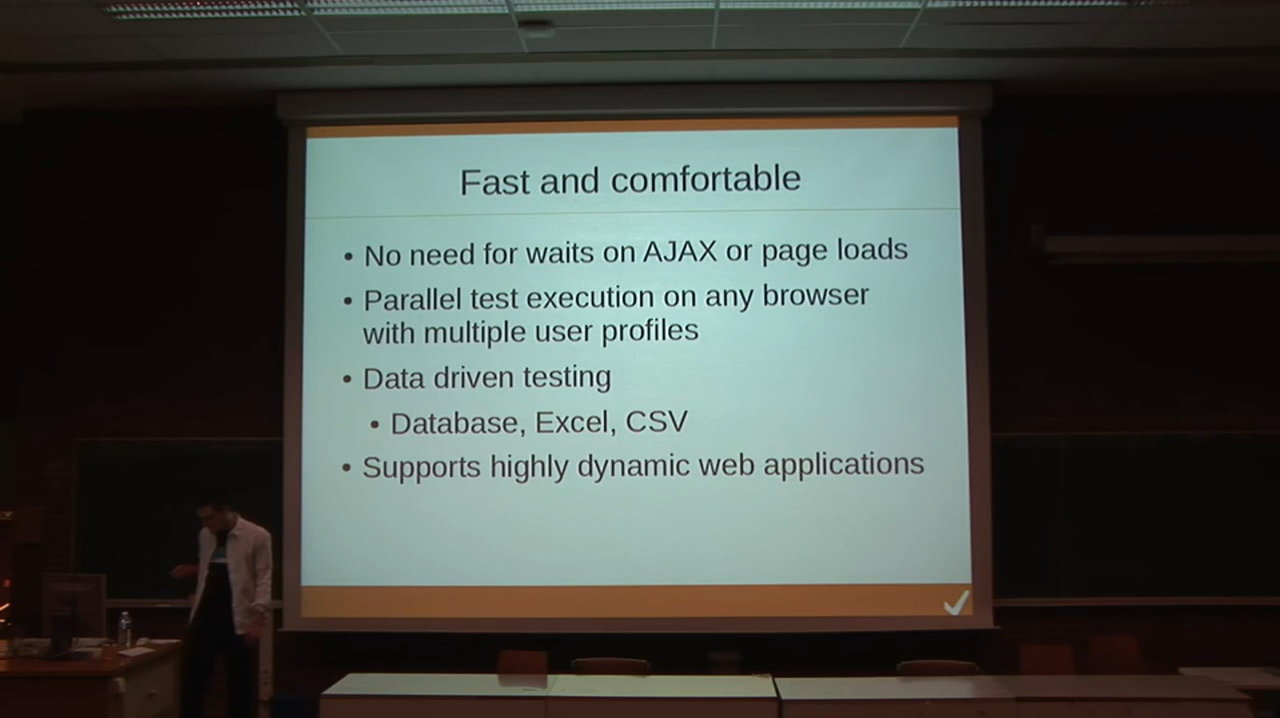 Fast and comfortable
• No need for waits on AJAX or page loads
• Parallel test execution on any browser
with multiple user profiles
• Data driven testing
• Database, Excel, CSV
• Supports highly dynamic web applications